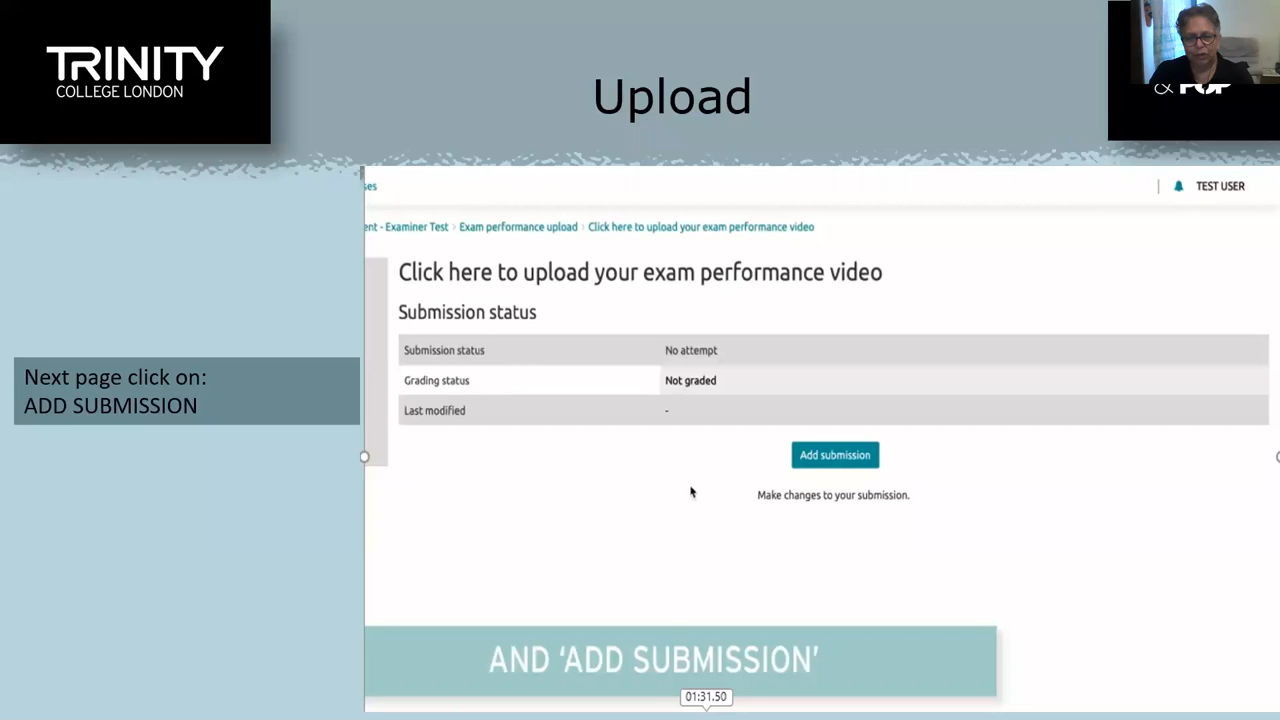 TRINITY
COLLEGE LONDON
Upload
& POP
ses
TEST USER
ent - Examiner Test › Exam performance upload › Click here to upload your exam performance video
Click here to upload your exam performance video
Submission status
Submission status No attempt
Grading status Not graded
Last modified -
Next page click on:
ADD SUBMISSION
Add submission
Make changes to your submission.
AND ‘ADD SUBMISSION’
01:31.50